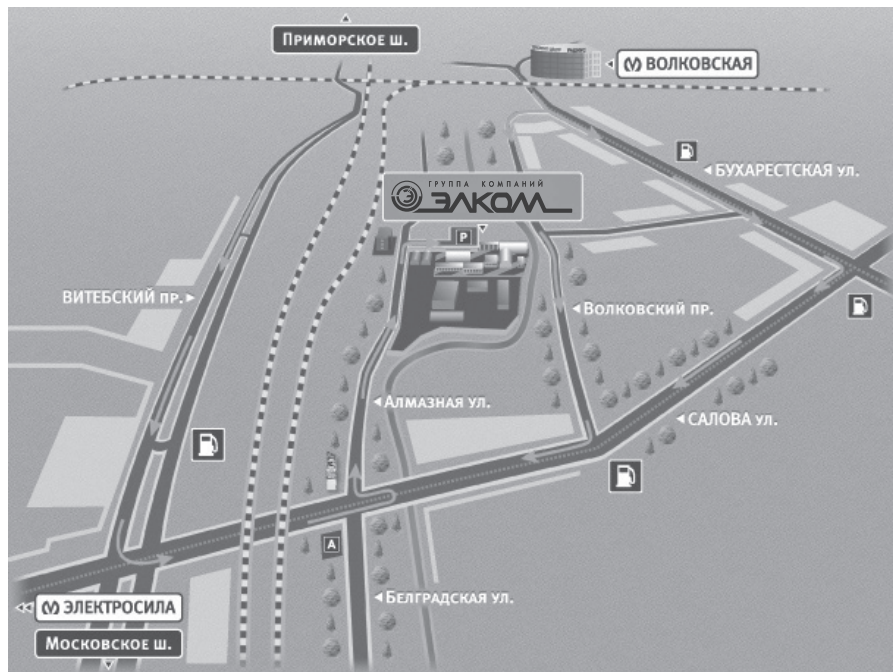 Приморское ш.
ВОЛКОВСКАЯ
БУХАРЕСТСКАЯ ул.
ГРУППА КОМПАНИЙ
ЭЛКОМ
P
ВИТЕБСКИЙ ПР.
Волковский пр.
Алмазная ул.
САЛОВА ул.
А
ЭЛЕКТРОСИЛА
Белградская ул.
Московское ш.